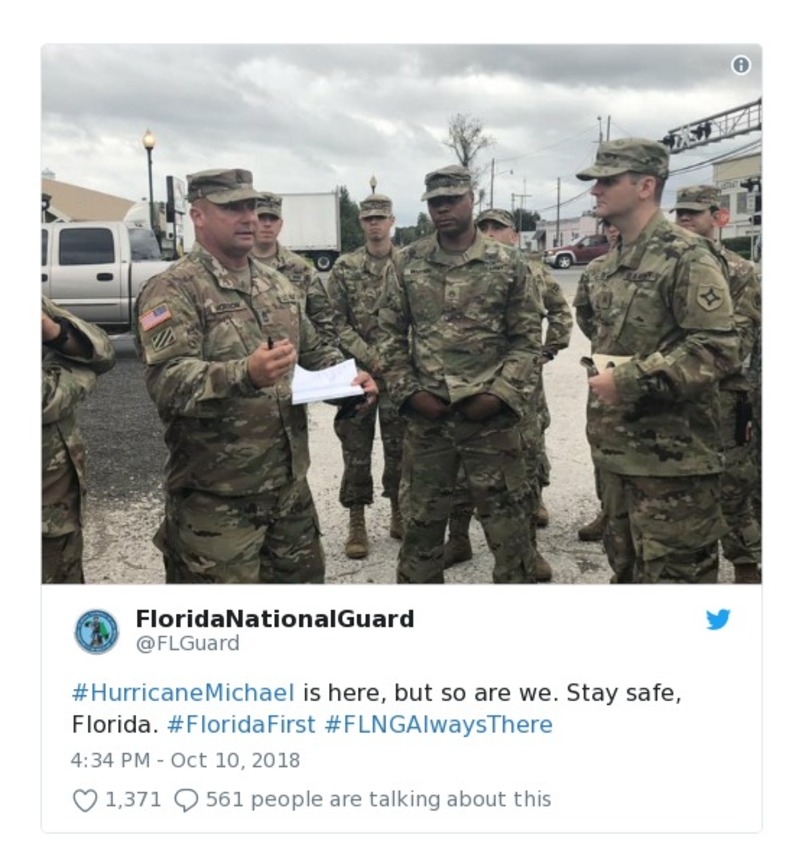 FloridaNationalGuard
@FLGuard
#HurricaneMichael is here, but so are we. Stay safe,
Florida. #FloridaFirst #FLNGAlwaysThere
4:34 PM - Oct 10, 2018
1,371 561 people are talking about this